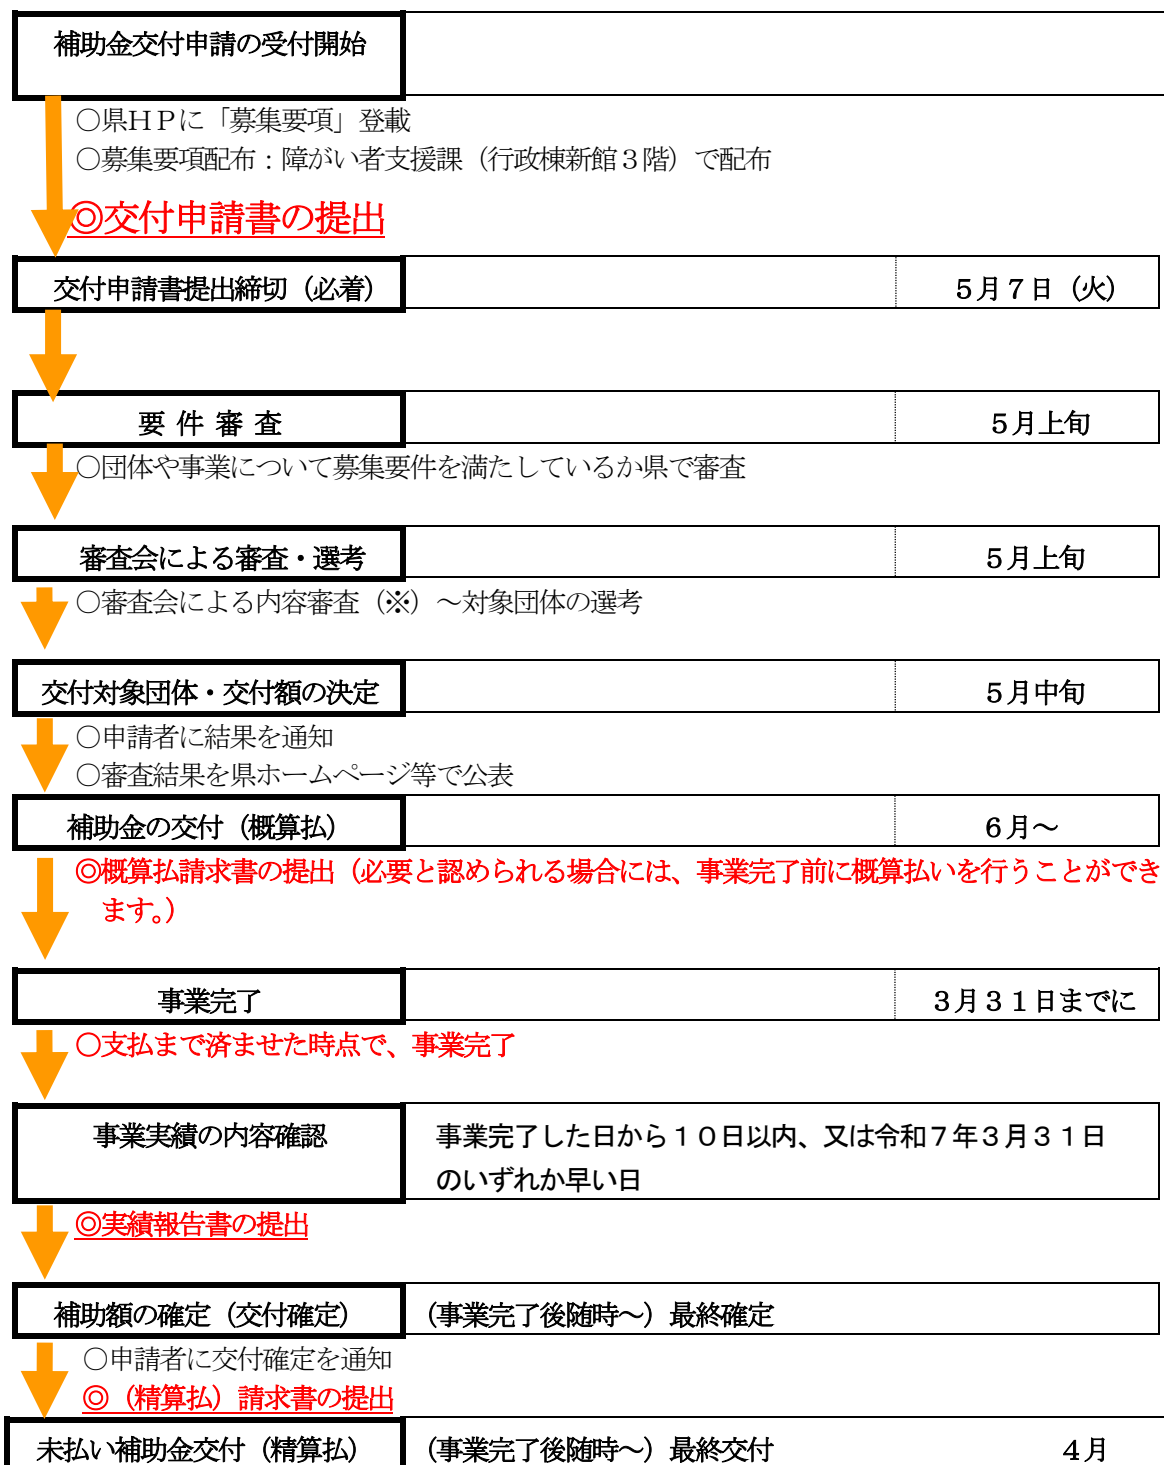 補助金交付申請の受付開始
○県ＨＰに「募集要項」登載
○募集要項配布：障がい者支援課（行政棟新館３階）で配布
◎交付申請書の提出
交付申請書提出締切（必着） ５月７日（火）
要 件 審 査 ５月上旬
○団体や事業について募集要件を満たしているか県で審査
審査会による審査・選考 ５月上旬
○審査会による内容審査（※）～対象団体の選考
交付対象団体・交付額の決定 ５月中旬
○申請者に結果を通知
○審査結果を県ホームページ等で公表
補助金の交付（概算払） ６月～
◎概算払請求書の提出（必要と認められる場合には、事業完了前に概算払いを行うことができ
ます。）
事業完了 ３月３１日までに
○支払まで済ませた時点で、事業完了
事業実績の内容確認 事業完了した日から１０日以内、又は令和７年３月３１日
のいずれか早い日
◎実績報告書の提出
補助額の確定（交付確定） （事業完了後随時～）最終確定
○申請者に交付確定を通知
◎（精算払）請求書の提出
未払い補助金交付（精算払） （事業完了後随時～）最終交付 ４月